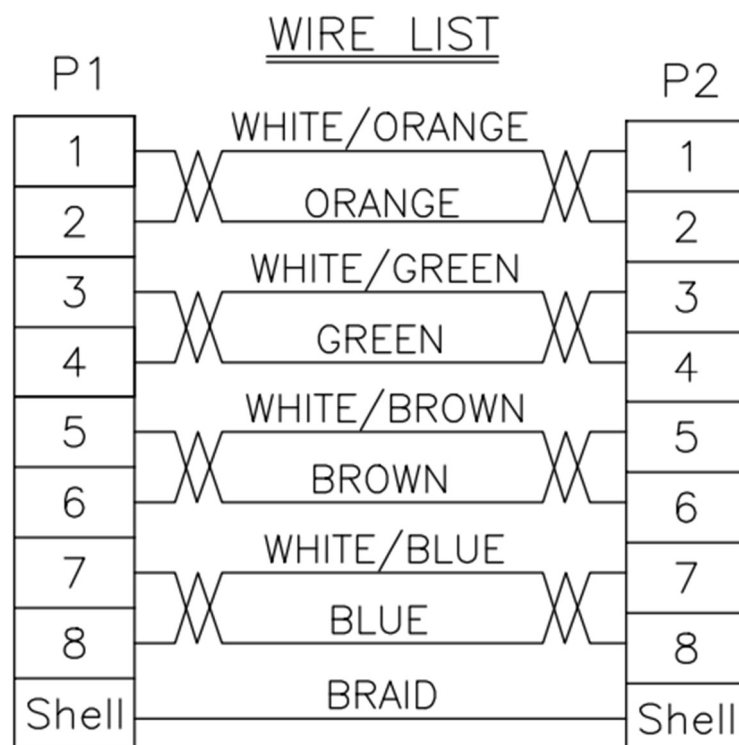 WIRE LIST
P1
P2
1 WHITE/ORANGE 1
2 ORANGE 2
3 WHITE/GREEN 3
4 GREEN 4
5 WHITE/BROWN 5
6 BROWN 6
7 WHITE/BLUE 7
8 BLUE 8
Shell BRAID Shell